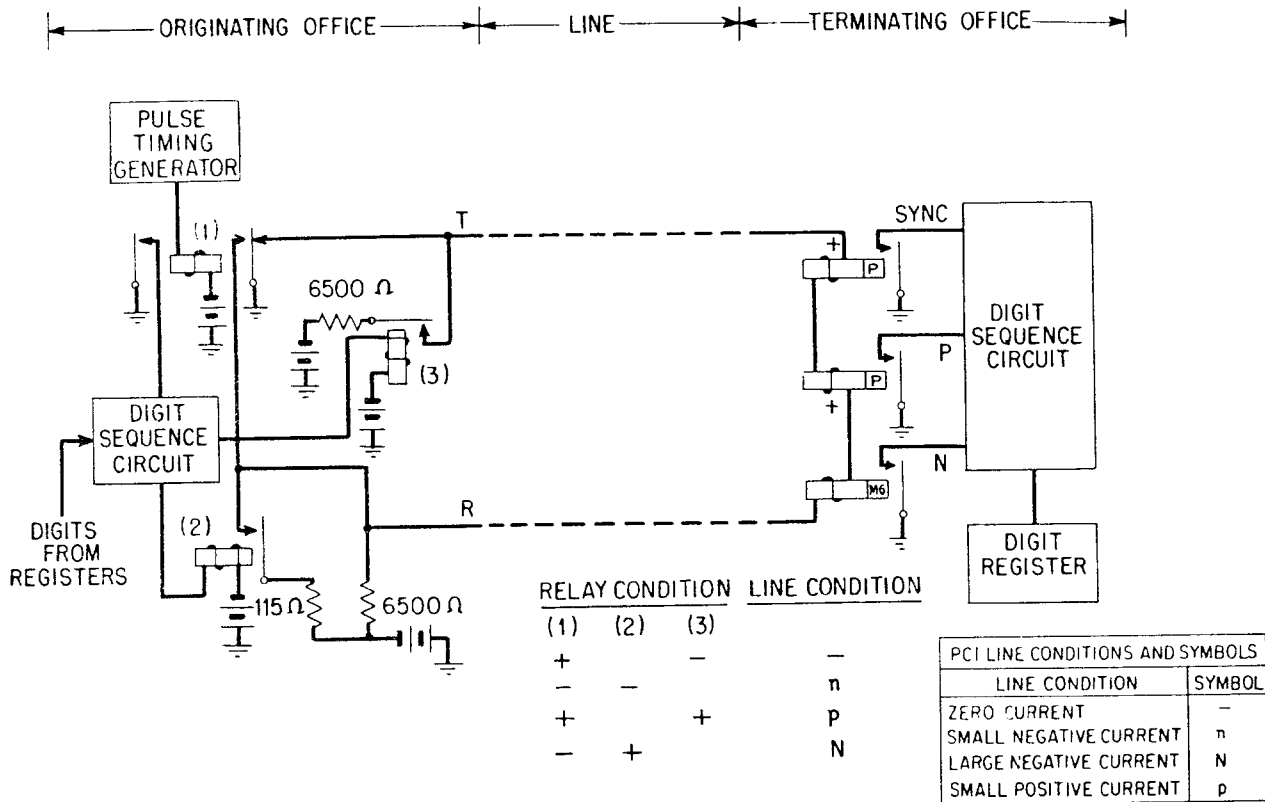 ORIGINATING OFFICE
LINE
TERMINATING OFFICE
PULSE
TIMING
GENERATOR
(1)
T
SYNC
6500 Ω
+
P
(3)
DIGIT
SEQUENCE
CIRCUIT
P
P
+
DIGIT
SEQUENCE
CIRCUIT
N
M6
R
(2)
DIGITS
FROM
REGISTERS
115Ω
6500Ω
DIGIT
REGISTER
RELAY CONDITION LINE CONDITION
(1) (2) (3)
+ − −
− − n
+ + p
− + N
PCI LINE CONDITIONS AND SYMBOLS
LINE CONDITION SYMBOL
ZERO CURRENT −
SMALL NEGATIVE CURRENT n
LARGE NEGATIVE CURRENT N
SMALL POSITIVE CURRENT p